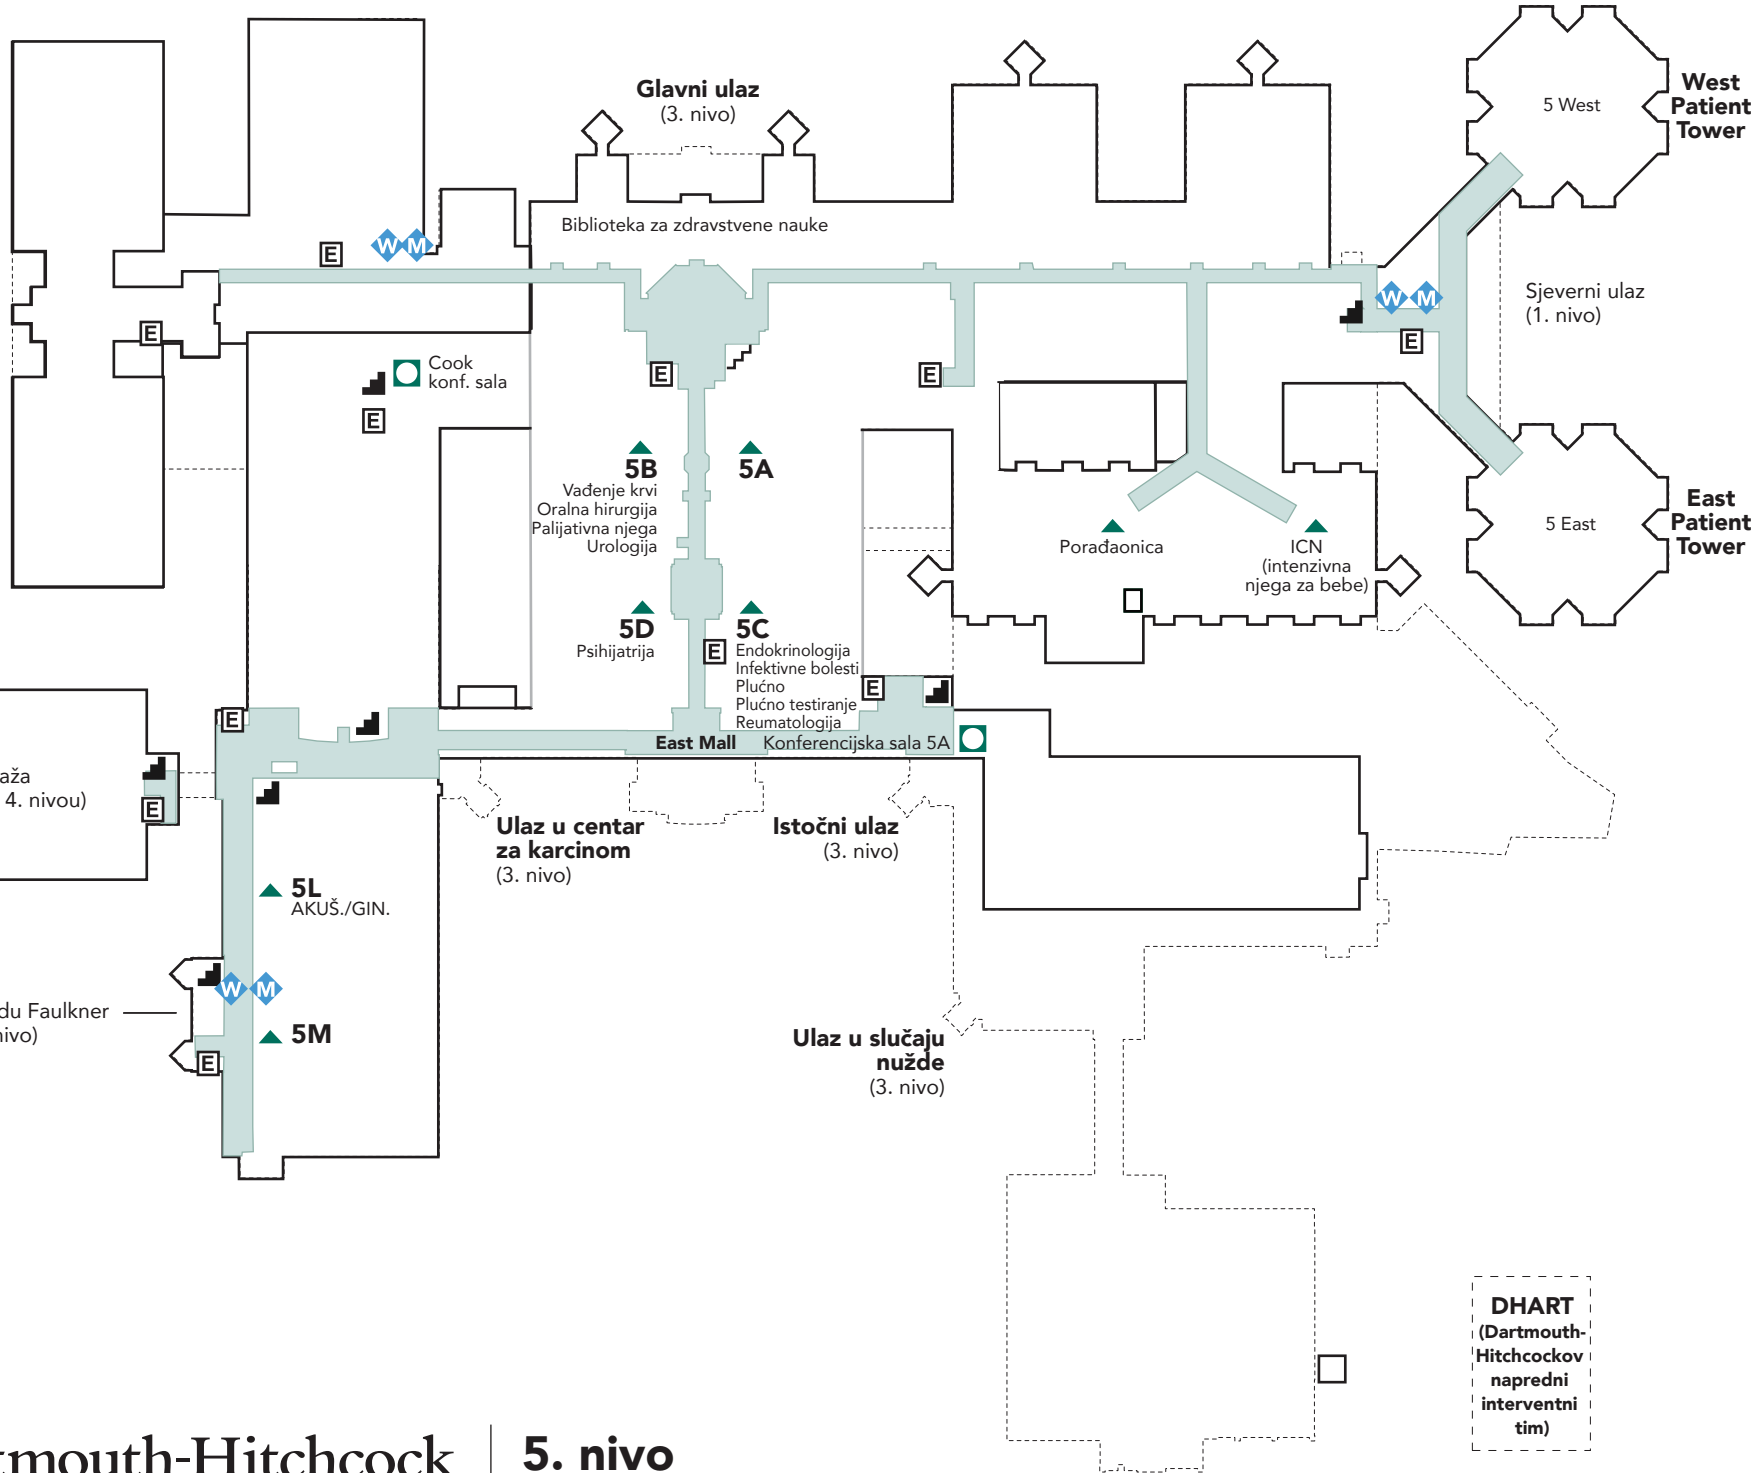 Glavni ulaz
(3. nivo)
5 West
West
Patient
Tower
Biblioteka za zdravstvene nauke
W M
E
W M
Sjeverni ulaz
(1. nivo)
E
E
Cook
konf. sala
E
E
E
5B
Vađenje krvi
Oralna hirurgija
Palijativna njega
Urologija
5A
5 East
East
Patient
Tower
Porađaonica
ICN
(intenzivna
njega za bebe)
5D
Psihijatrija
E
5C
Endokrinologija
Infektivne bolesti
Plućno
Plućno testiranje
Reumatologija
E
E
East Mall
Konferencijska sala 5A
aža
4. nivou)
E
Ulaz u centar
za karcinom
(3. nivo)
Istočni ulaz
(3. nivo)
5L
AKUŠ./GIN.
W M
du Faulkner
nivo)
5M
E
Ulaz u slučaju
nužde
(3. nivo)
DHART
(Dartmouth-
Hitchcockov
napredni
interventni
tim)
tmouth-Hitchcock
5. nivo